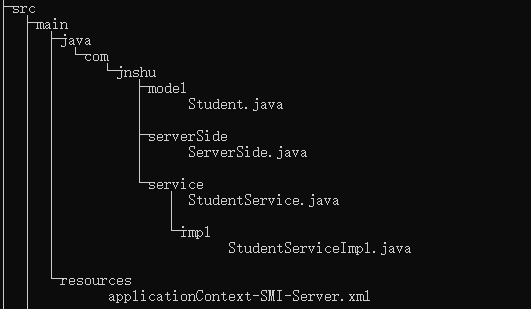 src
main
java
com
jnshu
model
Student.java
serverSide
ServerSide.java
service
StudentService.java
impl
StudentServiceImpl.java
resources
applicationContext-SMI-Server.xml